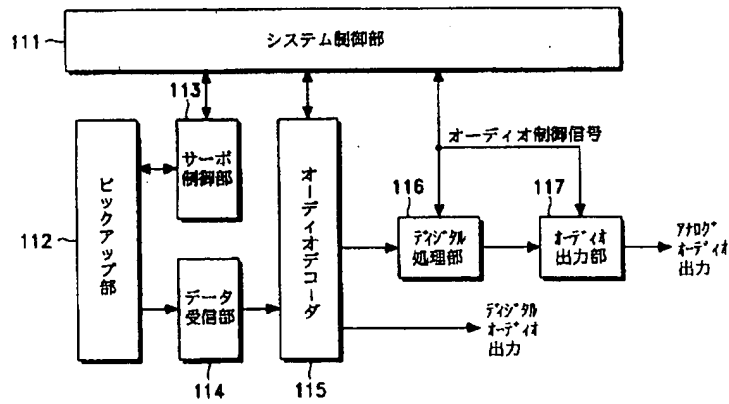 111
システム制御部
113
サーボ
制御部
オーディオ制御信号
112
ピックアップ部
オーディオデコーダ
116
ディジタル
処理部
117
オーディオ
出力部
アナログ
オーディオ
出力
データ
受信部
114
115
ディジタル
オーディオ
出力